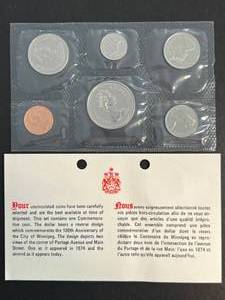 Your uncirculated coins have been carefully
selected and are the best available at time of
shipment. This set contains one Commemora-
tive coin. The dollar bears a reverse design
which commemorates the 100th Anniversary of
the City of Winnipeg. The design depicts two
views of the corner of Portage Avenue and Main
Street. One as it appeared in 1874 and the
second as it appears today.
Nous avons soigneusement sélectionné toutes
vos pièces hors-circulation afin de ne vous en-
voyer que des ensembles d'une qualité
irréprochable. Cet ensemble comprend une pièce
commémorative d'un dollar dont le revers
célèbre le Centenaire de Winnipeg en repro-
duisant deux vues de l'intersection de l'avenue
du Portage et de la rue Main: l'une en 1874 et
l'autre telle qu'elle apparaît aujourd'hui.